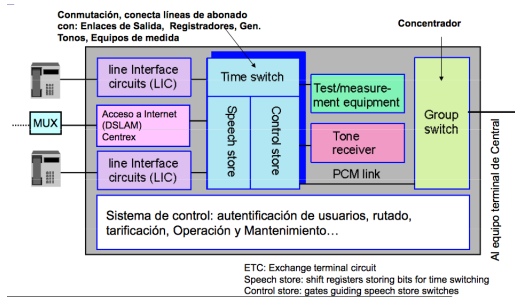 Conmutación, conecta líneas de abonado
con: Enlaces de Salida, Registradores, Gen.
Tonos, Equipos de medida
Concentrador
line Interface
circuits (LIC)
Time switch
Test/measure-
ment equipment
MUX
Acceso a Internet
(DSLAM)
Centrex
Speech store
Control store
Group
switch
Tone
receiver
line Interface
circuits (LIC)
PCM link
Al equipo terminal de Central
Sistema de control: autentificación de usuarios, rutado,
tarificación, Operación y Mantenimiento…
ETC: Exchange terminal circuit
Speech store: shift registers storing bits for time switching
Control store: gates guiding speech store switches